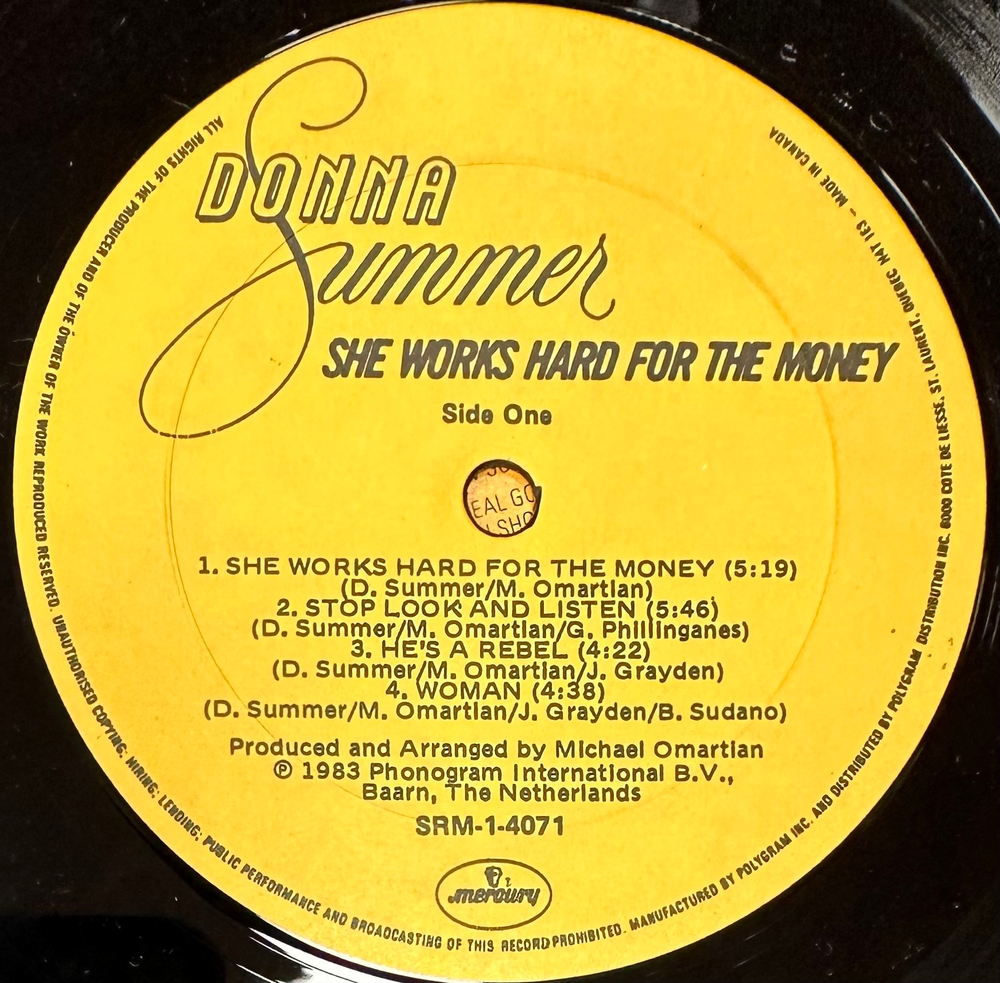 DONNA
Summer
SHE WORKS HARD FOR THE MONEY
Side One
EAL GO
SHO
1. SHE WORKS HARD FOR THE MONEY (5:19)
(D. Summer/M. Omartian)
2. STOP LOOK AND LISTEN (5:46)
(D. Summer/M. Omartian/G. Phillinganes)
3. HE'S A REBEL (4:22)
(D. Summer/M. Omartian/J. Grayden)
4. WOMAN (4:38)
(D. Summer/M. Omartian/J. Grayden/B. Sudano)
Produced and Arranged by Michael Omartian
℗ 1983 Phonogram International B.V.,
Baarn, The Netherlands
SRM-1-4071
mercury
ALL RIGHTS OF THE PRODUCER AND OF THE OWNER OF THE WORK REPRODUCED RESERVED. UNAUTHORISED COPYING; HIRING; LENDING; PUBLIC PERFORMANCE AND BROADCASTING OF THIS RECORD PROHIBITED. MANUFACTURED BY POLYGRAM INC. AND DISTRIBUTED BY POLYGRAM DISTRIBUTION INC. 6000 COTE DE LIESSE, ST. LAURENT, QUEBEC H4T 1E3 - MADE IN CANADA